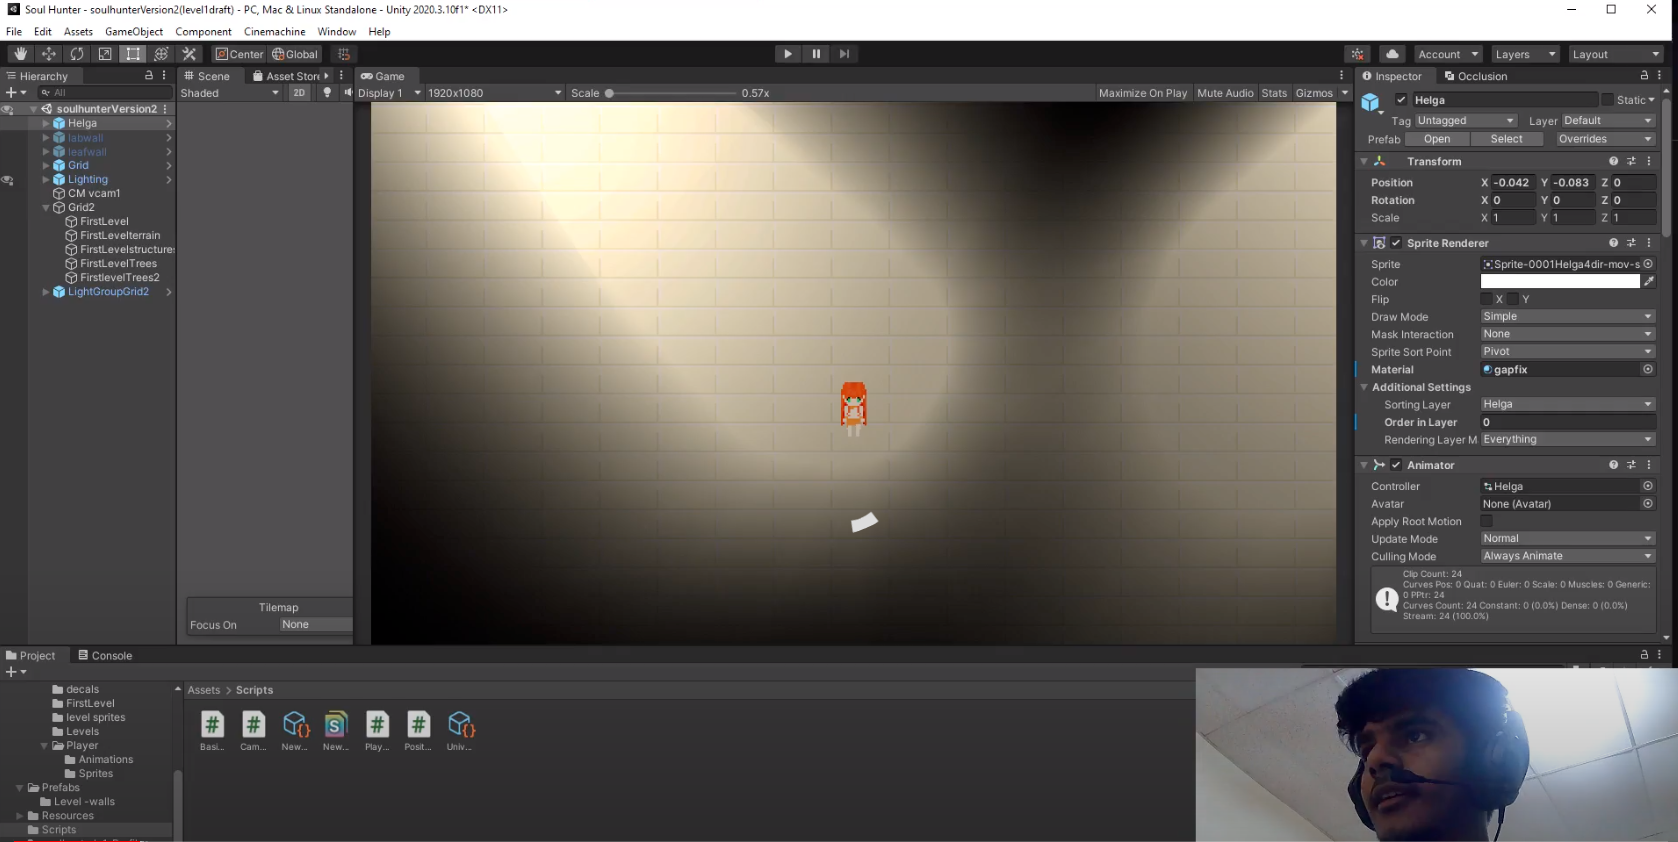 Soul Hunter - soulhunterVersion2(level1draft) - PC, Mac & Linux Standalone - Unity 2020.3.10f1* <DX11>
File Edit Assets GameObject Component Cinemachine Window Help
Center Global Account Layers Layout
Hierarchy
All
soulhunterVersion2
Helga
labwall
leafwall
Grid
Lighting
CM vcam1
Grid2
FirstLevel
FirstLevelterrain
FirstLevelstructures
FirstLevelTrees
FirstlevelTrees2
LightGroupGrid2
Scene Asset Store
Shaded 2D
Tilemap
Focus On None
Game
Display 1 1920x1080 Scale 0.57x Maximize On Play Mute Audio Stats Gizmos
Inspector Occlusion
Helga Static
Tag Untagged Layer Default
Prefab Open Select Overrides
Transform
Position X -0.042 Y -0.083 Z 0
Rotation X 0 Y 0 Z 0
Scale X 1 Y 1 Z 1
Sprite Renderer
Sprite Sprite-0001Helga4dir-mov-s
Color
Flip X Y
Draw Mode Simple
Mask Interaction None
Sprite Sort Point Pivot
Material gapfix
Additional Settings
Sorting Layer Helga
Order in Layer 0
Rendering Layer M Everything
Animator
Controller Helga
Avatar None (Avatar)
Apply Root Motion
Update Mode Normal
Culling Mode Always Animate
Clip Count: 24
Curves Pos: 0 Quat: 0 Euler: 0 Scale: 0 Muscles: 0 Generic:
0 PPtr: 24
Curves Count: 24 Constant: 0 (0.0%) Dense: 0 (0.0%)
Stream: 24 (100.0%)
Project Console
decals
FirstLevel
level sprites
Levels
Player
Animations
Sprites
Prefabs
Level -walls
Resources
Scripts
Assets > Scripts
Basi... Cam... New... New... Play... Posit... Univ...